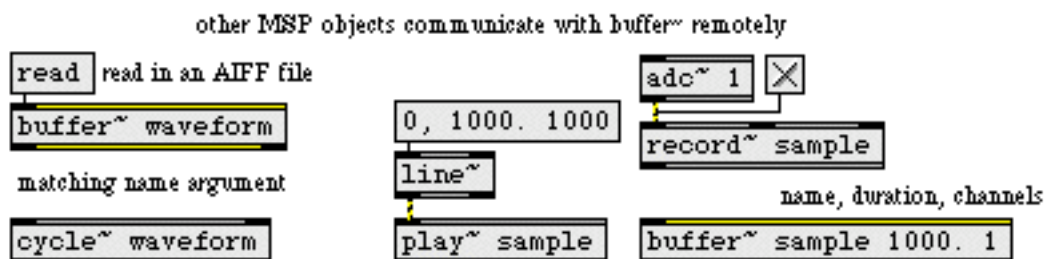 other MSP objects communicate with buffer~ remotely
read read in an AIFF file
buffer~ waveform
matching name argument
cycle~ waveform
0, 1000. 1000
line~
play~ sample
adc~ 1
record~ sample
name, duration, channels
buffer~ sample 1000. 1